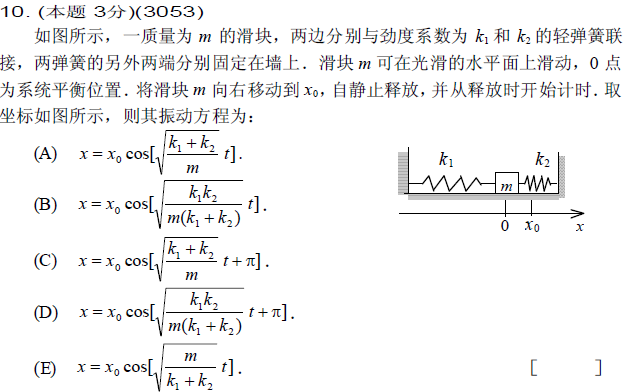 10. (本题 3分)(3053)
如图所示，一质量为 m 的滑块，两边分别与劲度系数为 k₁ 和 k₂ 的轻弹簧联
接，两弹簧的另外两端分别固定在墙上．滑块 m 可在光滑的水平面上滑动，0 点
为系统平衡位置．将滑块 m 向右移动到 x₀，自静止释放，并从释放时开始计时．取
坐标如图所示，则其振动方程为：
(A) x = x₀ cos[√((k₁ + k₂)/m) t]．
(B) x = x₀ cos[√(k₁k₂/(m(k₁ + k₂))) t]．
(C) x = x₀ cos[√((k₁ + k₂)/m) t + π]．
(D) x = x₀ cos[√(k₁k₂/(m(k₁ + k₂))) t + π]．
(E) x = x₀ cos[√(m/(k₁ + k₂)) t]．
k₁ k₂
m
0 x₀ x
[ ]